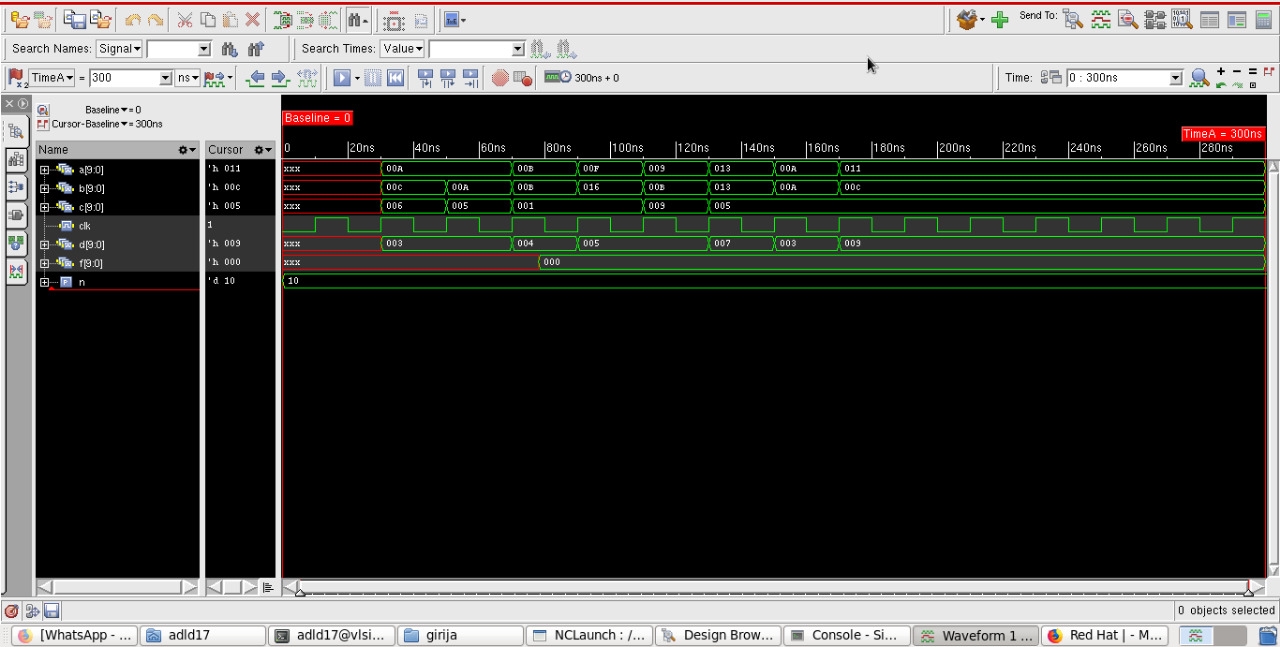 Send To:
Search Names: Signal Search Times: Value
TimeA = 300 ns 300ns + 0 Time: 0 : 300ns
Baseline = 0
Cursor-Baseline = 300ns
Baseline = 0
TimeA = 300ns
Name Cursor 0 20ns 40ns 60ns 80ns 100ns 120ns 140ns 160ns 180ns 200ns 220ns 240ns 260ns 280ns
a[9:0] 'h 011 xxx 00A 00B 00F 009 013 00A 011
b[9:0] 'h 00C xxx 00C 00A 00B 016 00B 013 00A 00C
c[9:0] 'h 005 xxx 006 005 001 009 005
clk 1
d[9:0] 'h 009 xxx 003 004 005 007 003 009
f[9:0] 'h 000 xxx 000
n 'd 10 10
0 objects selected
[WhatsApp - ... adld17 adld17@vlsi... girija NCLaunch : /... Design Brow... Console - Si... Waveform 1 ... Red Hat | - M...